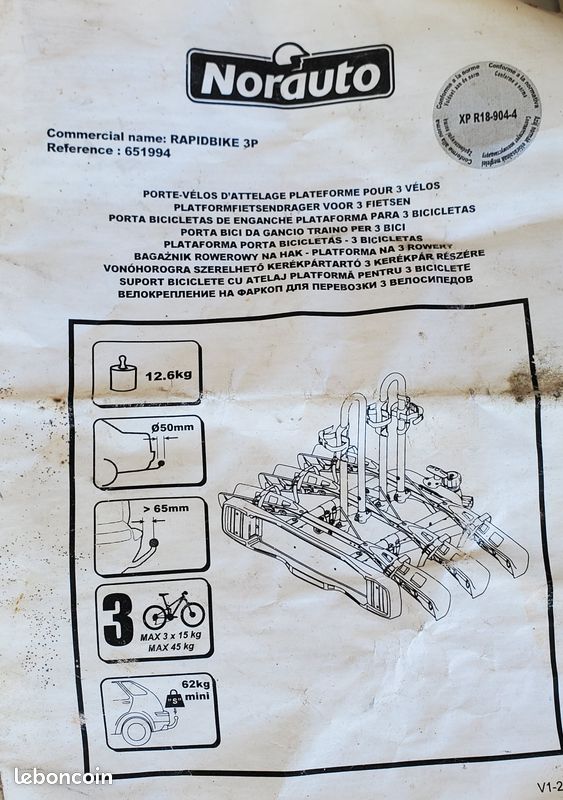 Norauto
XP R18-904-4
Commercial name: RAPIDBIKE 3P
Reference : 651994
PORTE-VÉLOS D'ATTELAGE PLATEFORME POUR 3 VÉLOS
PLATFORMFIETSENDRAGER VOOR 3 FIETSEN
PORTA BICICLETAS DE ENGANCHE PLATAFORMA PARA 3 BICICLETAS
PORTA BICI DA GANCIO TRAINO PER 3 BICI
PLATAFORMA PORTA BICICLETAS - 3 BICICLETAS
BAGAŻNIK ROWEROWY NA HAK - PLATFORM NA 3 ROWERY
VONÓHOROGRA SZERELHETŐ KERÉKPÁRTARTÓ 3 KERÉKPÁR RÉSZÉRE
SUPORT BICICLETE CU ATELAJ PLATFORMĂ PENTRU 3 BICICLETE
ВЕЛОКРЕПЛЕНИЕ НА ФАРКОП ДЛЯ ПЕРЕВОЗКИ 3 ВЕЛОСИПЕДОВ
12.6kg
Ø50mm
> 65mm
3
MAX 3 x 15 kg
MAX 45 kg
62kg
mini
"S"
leboncoin
V1-2